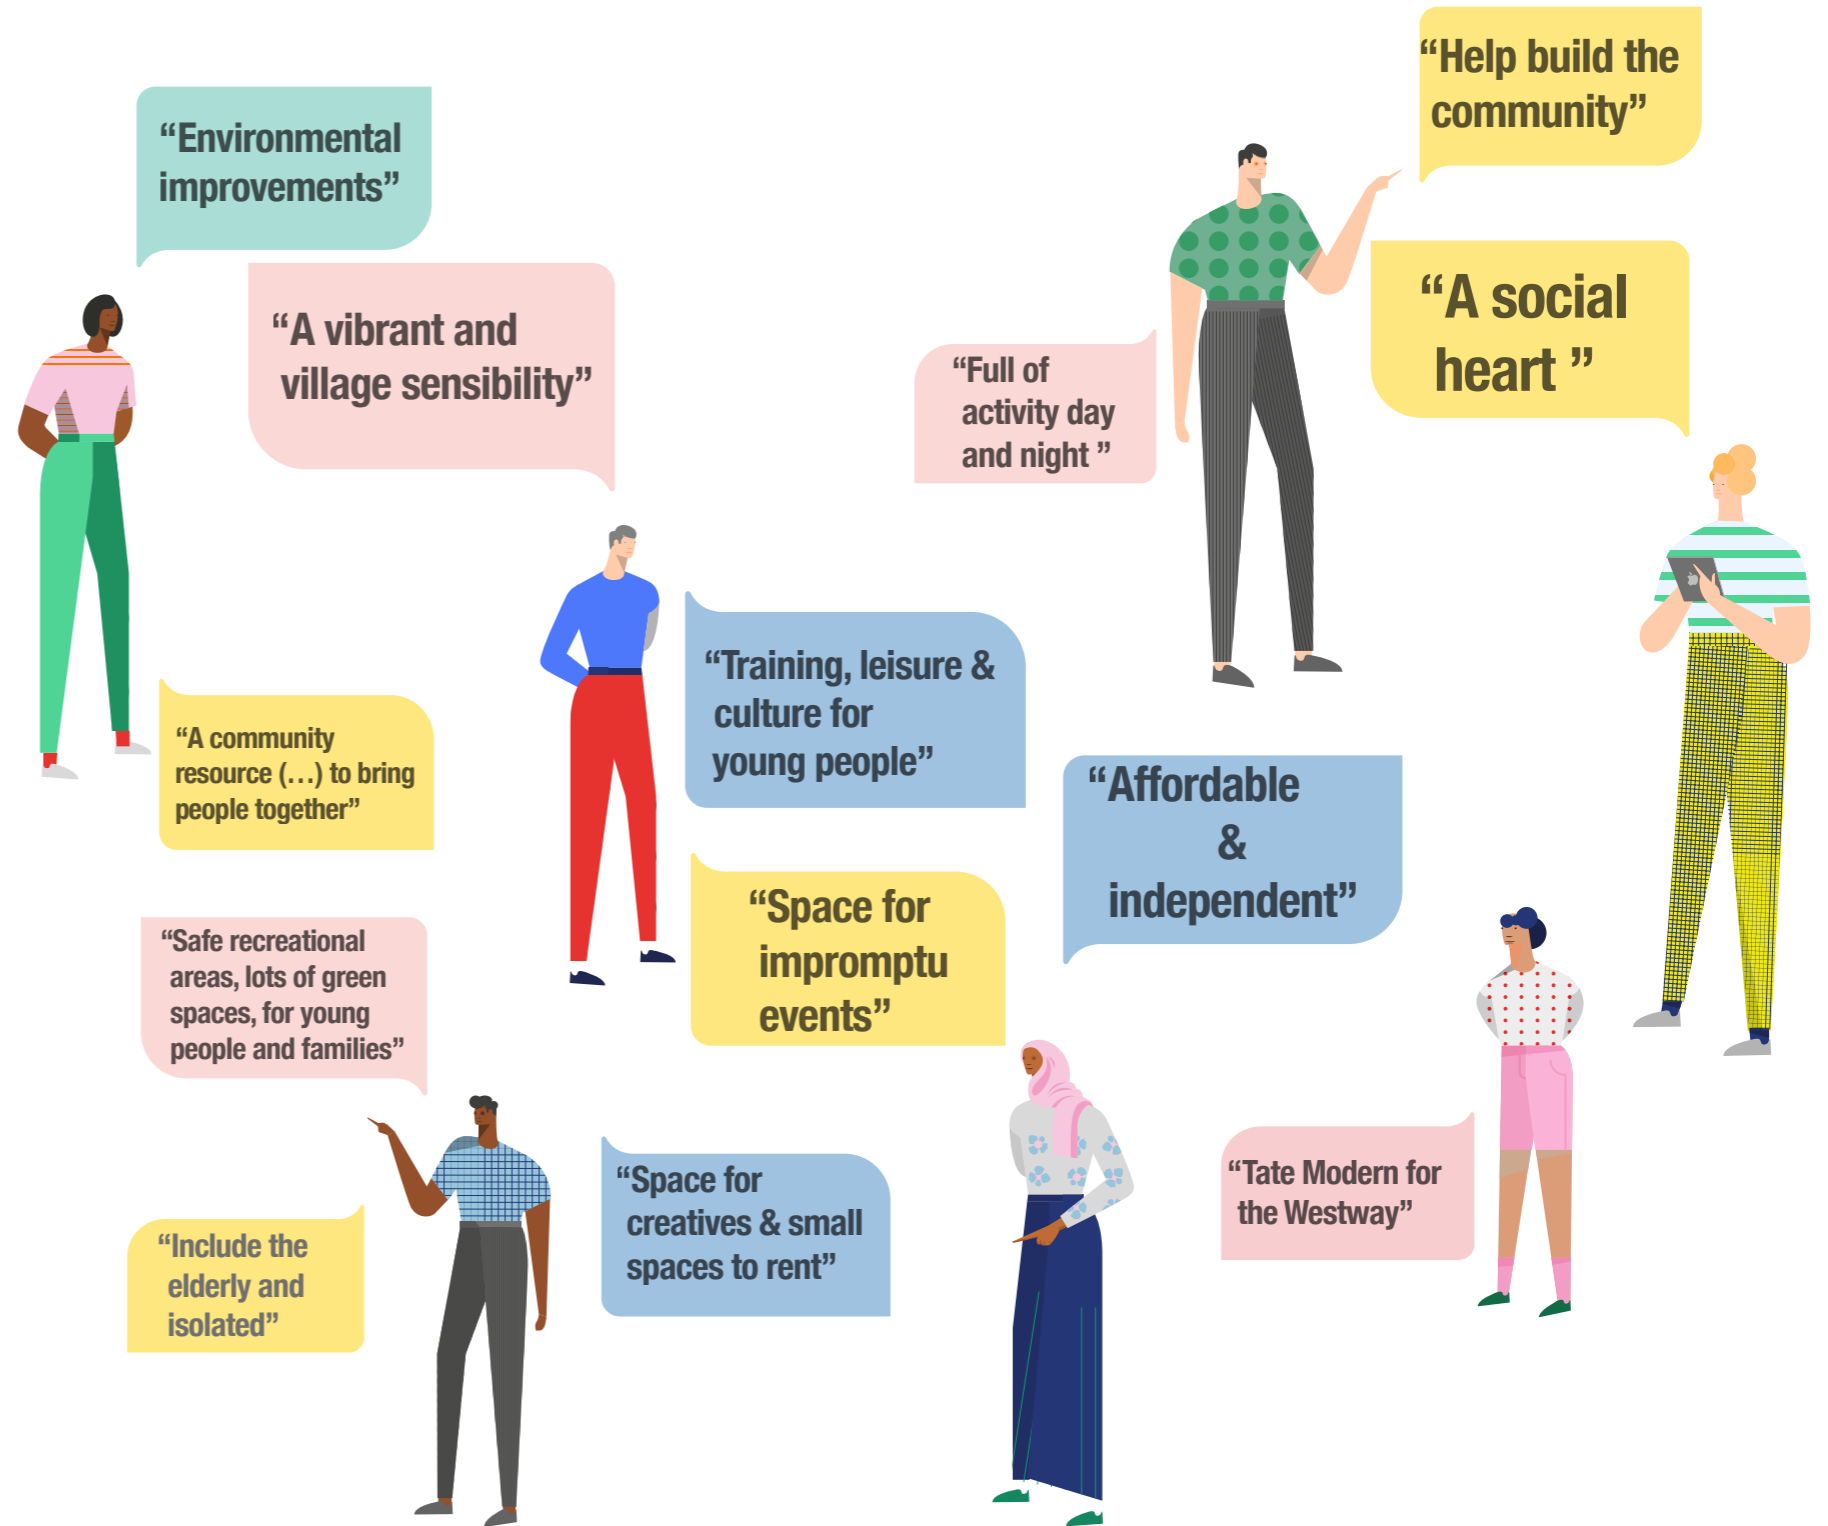 “Help build the
community”
“Environmental
improvements”
“A vibrant and
village sensibility”
“A social
heart ”
“Full of
activity day
and night ”
“Training, leisure &
culture for
young people”
“A community
resource (…) to bring
people together”
“Affordable
&
independent”
“Space for
impromptu
events”
“Safe recreational
areas, lots of green
spaces, for young
people and families”
“Space for
creatives & small
spaces to rent”
“Tate Modern for
the Westway”
“Include the
elderly and
isolated”